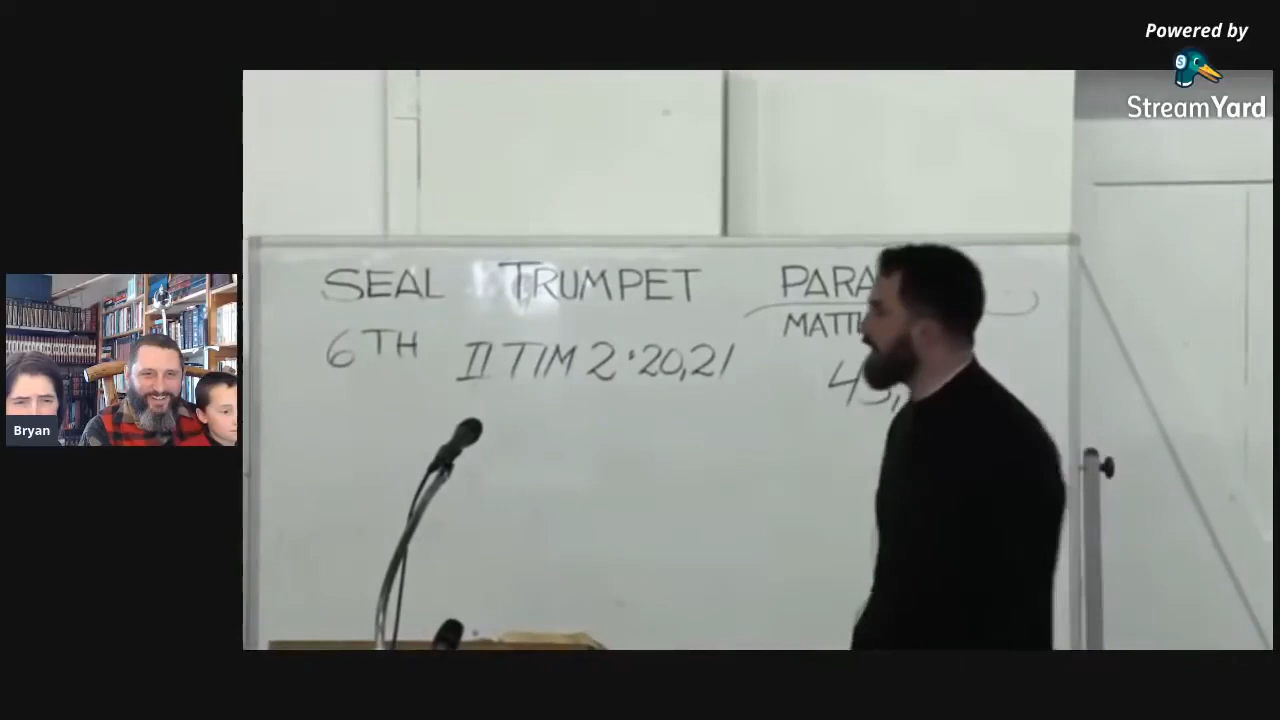 Powered by
StreamYard
SEAL TRUMPET
6TH II TIM 2:20,21
Bryan